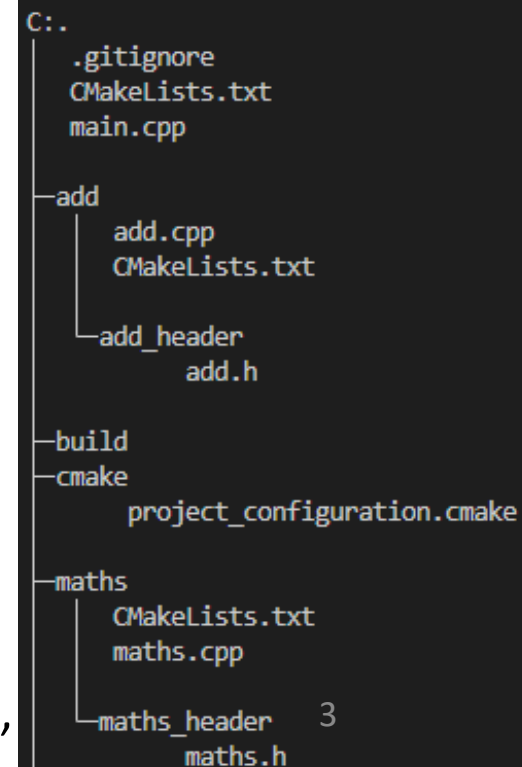 C:.
.gitignore
CMakeLists.txt
main.cpp
add
add.cpp
CMakeLists.txt
add_header
add.h
build
cmake
project_configuration.cmake
maths
CMakeLists.txt
maths.cpp
, maths_header 3
maths.h